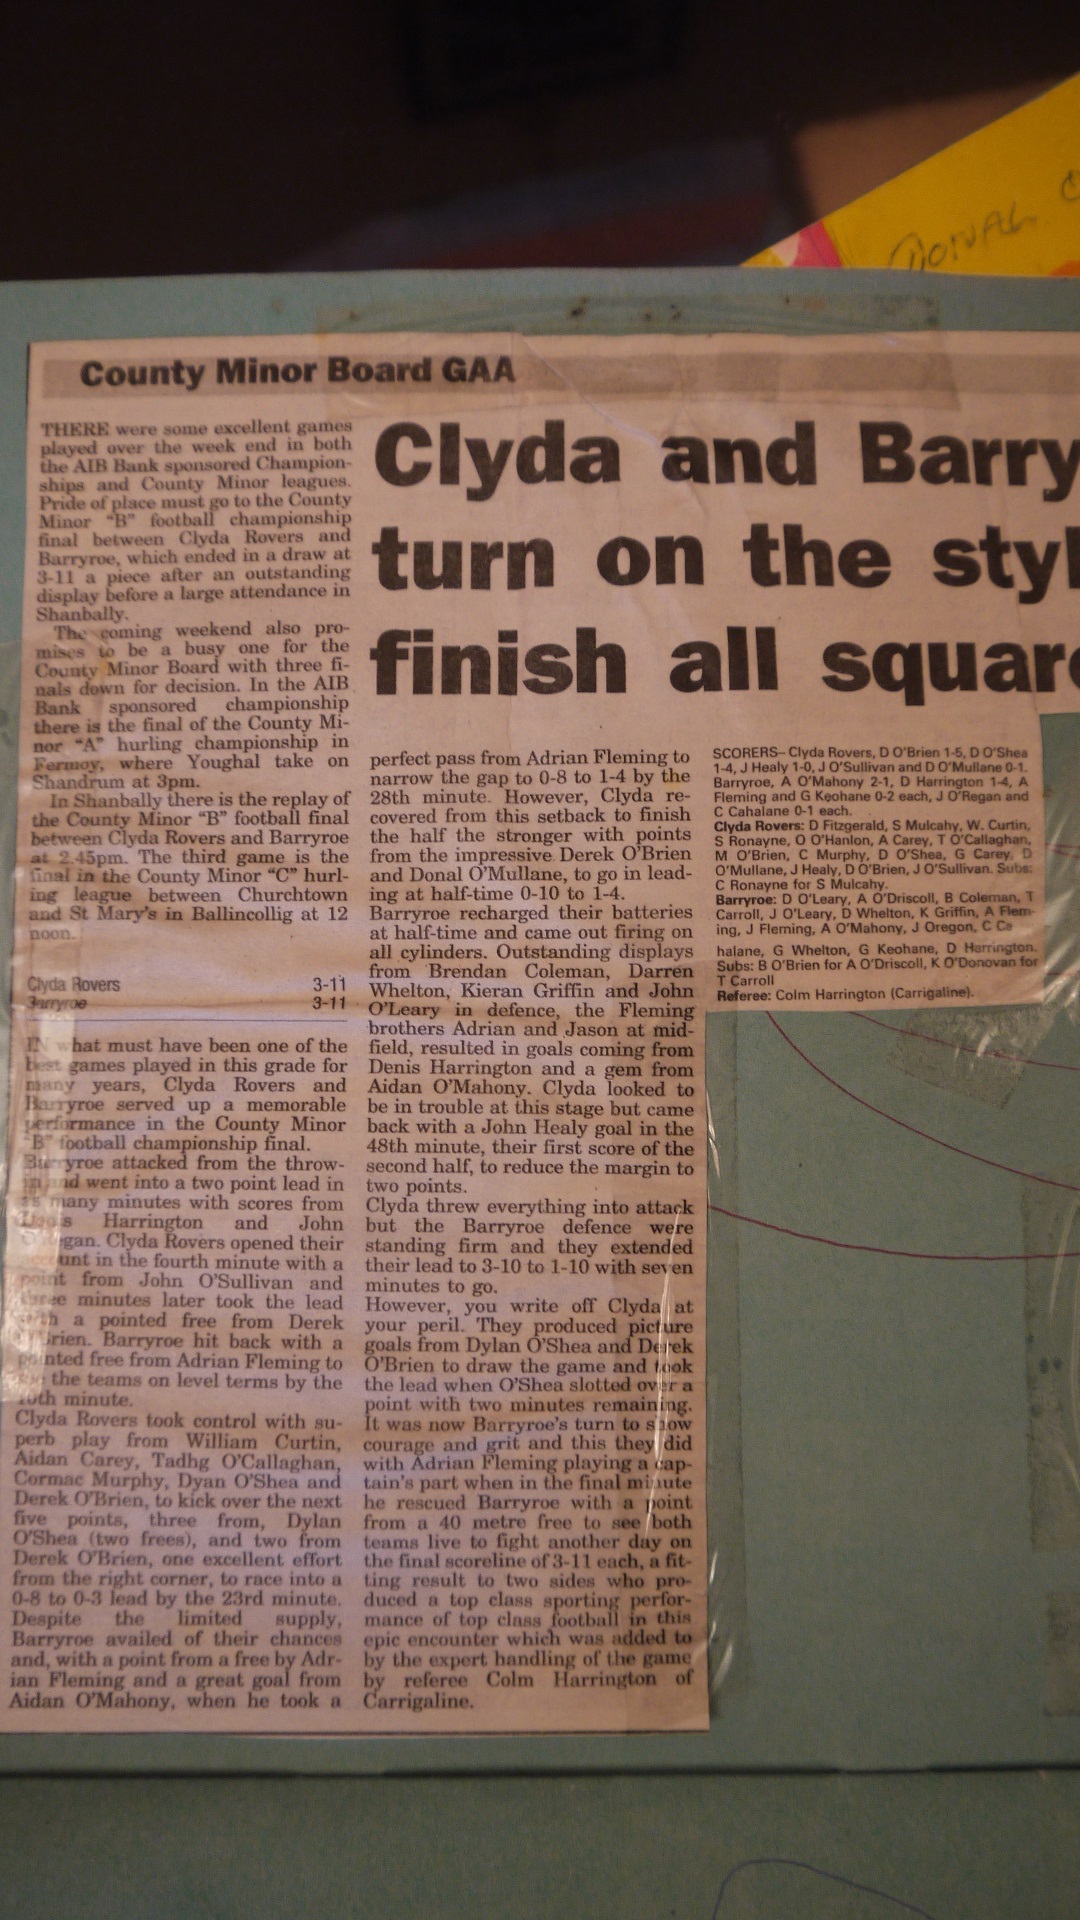 DONAL
County Minor Board GAA
Clyda and Barry
turn on the styl
finish all square
THERE were some excellent games
played over the week end in both
the AIB Bank sponsored Champion-
ships and County Minor leagues.
Pride of place must go to the County
Minor “B” football championship
final between Clyda Rovers and
Barryroe, which ended in a draw at
3-11 a piece after an outstanding
display before a large attendance in
Shanbally.
The coming weekend also pro-
mises to be a busy one for the
County Minor Board with three fi-
nals down for decision. In the AIB
Bank sponsored championship
there is the final of the County Mi-
nor “A” hurling championship in
Fermoy, where Youghal take on
Shandrum at 3pm.
In Shanbally there is the replay of
the County Minor “B” football final
between Clyda Rovers and Barryroe
at 2.45pm. The third game is the
final in the County Minor “C” hurl-
ing league between Churchtown
and St Mary's in Ballincollig at 12
noon.
Clyda Rovers 3-11
Barryroe 3-11
IN what must have been one of the
best games played in this grade for
many years, Clyda Rovers and
Barryroe served up a memorable
performance in the County Minor
“B” football championship final.
Barryroe attacked from the throw-
in and went into a two point lead in
as many minutes with scores from
Harrington and John
egan. Clyda Rovers opened their
account in the fourth minute with a
point from John O'Sullivan and
three minutes later took the lead
with a pointed free from Derek
O'Brien. Barryroe hit back with a
pointed free from Adrian Fleming to
the teams on level terms by the
10th minute.
Clyda Rovers took control with su-
perb play from William Curtin,
Aidan Carey, Tadhg O'Callaghan,
Cormac Murphy, Dyan O'Shea and
Derek O'Brien, to kick over the next
five points, three from, Dylan
O'Shea (two frees), and two from
Derek O'Brien, one excellent effort
from the right corner, to race into a
0-8 to 0-3 lead by the 23rd minute.
Despite the limited supply,
Barryroe availed of their chances
and, with a point from a free by Adr-
ian Fleming and a great goal from
Aidan O'Mahony, when he took a
perfect pass from Adrian Fleming to
narrow the gap to 0-8 to 1-4 by the
28th minute. However, Clyda re-
covered from this setback to finish
the half the stronger with points
from the impressive Derek O'Brien
and Donal O'Mullane, to go in lead-
ing at half-time 0-10 to 1-4.
Barryroe recharged their batteries
at half-time and came out firing on
all cylinders. Outstanding displays
from Brendan Coleman, Darren
Whelton, Kieran Griffin and John
O'Leary in defence, the Fleming
brothers Adrian and Jason at mid-
field, resulted in goals coming from
Denis Harrington and a gem from
Aidan O'Mahony. Clyda looked to
be in trouble at this stage but came
back with a John Healy goal in the
48th minute, their first score of the
second half, to reduce the margin to
two points.
Clyda threw everything into attack
but the Barryroe defence were
standing firm and they extended
their lead to 3-10 to 1-10 with seven
minutes to go.
However, you write off Clyda at
your peril. They produced picture
goals from Dylan O'Shea and Derek
O'Brien to draw the game and took
the lead when O'Shea slotted over a
point with two minutes remaining.
It was now Barryroe's turn to show
courage and grit and this they did
with Adrian Fleming playing a cap-
tain's part when in the final minute
he rescued Barryroe with a point
from a 40 metre free to see both
teams live to fight another day on
the final scoreline of 3-11 each, a fit-
ting result to two sides who pro-
duced a top class sporting perfor-
mance of top class football in this
epic encounter which was added to
by the expert handling of the game
by referee Colm Harrington of
Carrigaline.
SCORERS– Clyda Rovers, D O'Brien 1-5, D O'Shea
1-4, J Healy 1-0, J O'Sullivan and D O'Mullane 0-1.
Barryroe, A O'Mahony 2-1, D Harrington 1-4, A
Fleming and G Keohane 0-2 each, J O'Regan and
C Cahalane 0-1 each.
Clyda Rovers: D Fitzgerald, S Mulcahy, W. Curtin,
S Ronayne, O O'Hanlon, A Carey, T O'Callaghan,
M O'Brien, C Murphy, D O'Shea, G Carey, D
O'Mullane, J Healy, D O'Brien, J O'Sullivan. Subs:
C Ronayne for S Mulcahy.
Barryroe: D O'Leary, A O'Driscoll, B Coleman, T
Carroll, J O'Leary, D Whelton, K Griffin, A Flem-
ing, J Fleming, A O'Mahony, J Oregon, C Ca
halane, G Whelton, G Keohane, D Harrington.
Subs: B O'Brien for A O'Driscoll, K O'Donovan for
T Carroll
Referee: Colm Harrington (Carrigaline).